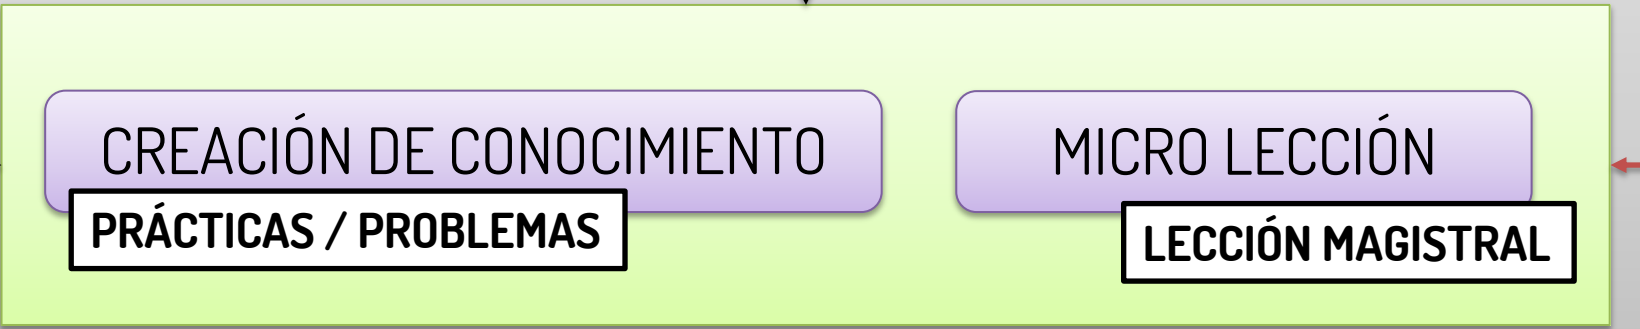 CREACIÓN DE CONOCIMIENTO
PRÁCTICAS / PROBLEMAS
MICRO LECCIÓN
LECCIÓN MAGISTRAL